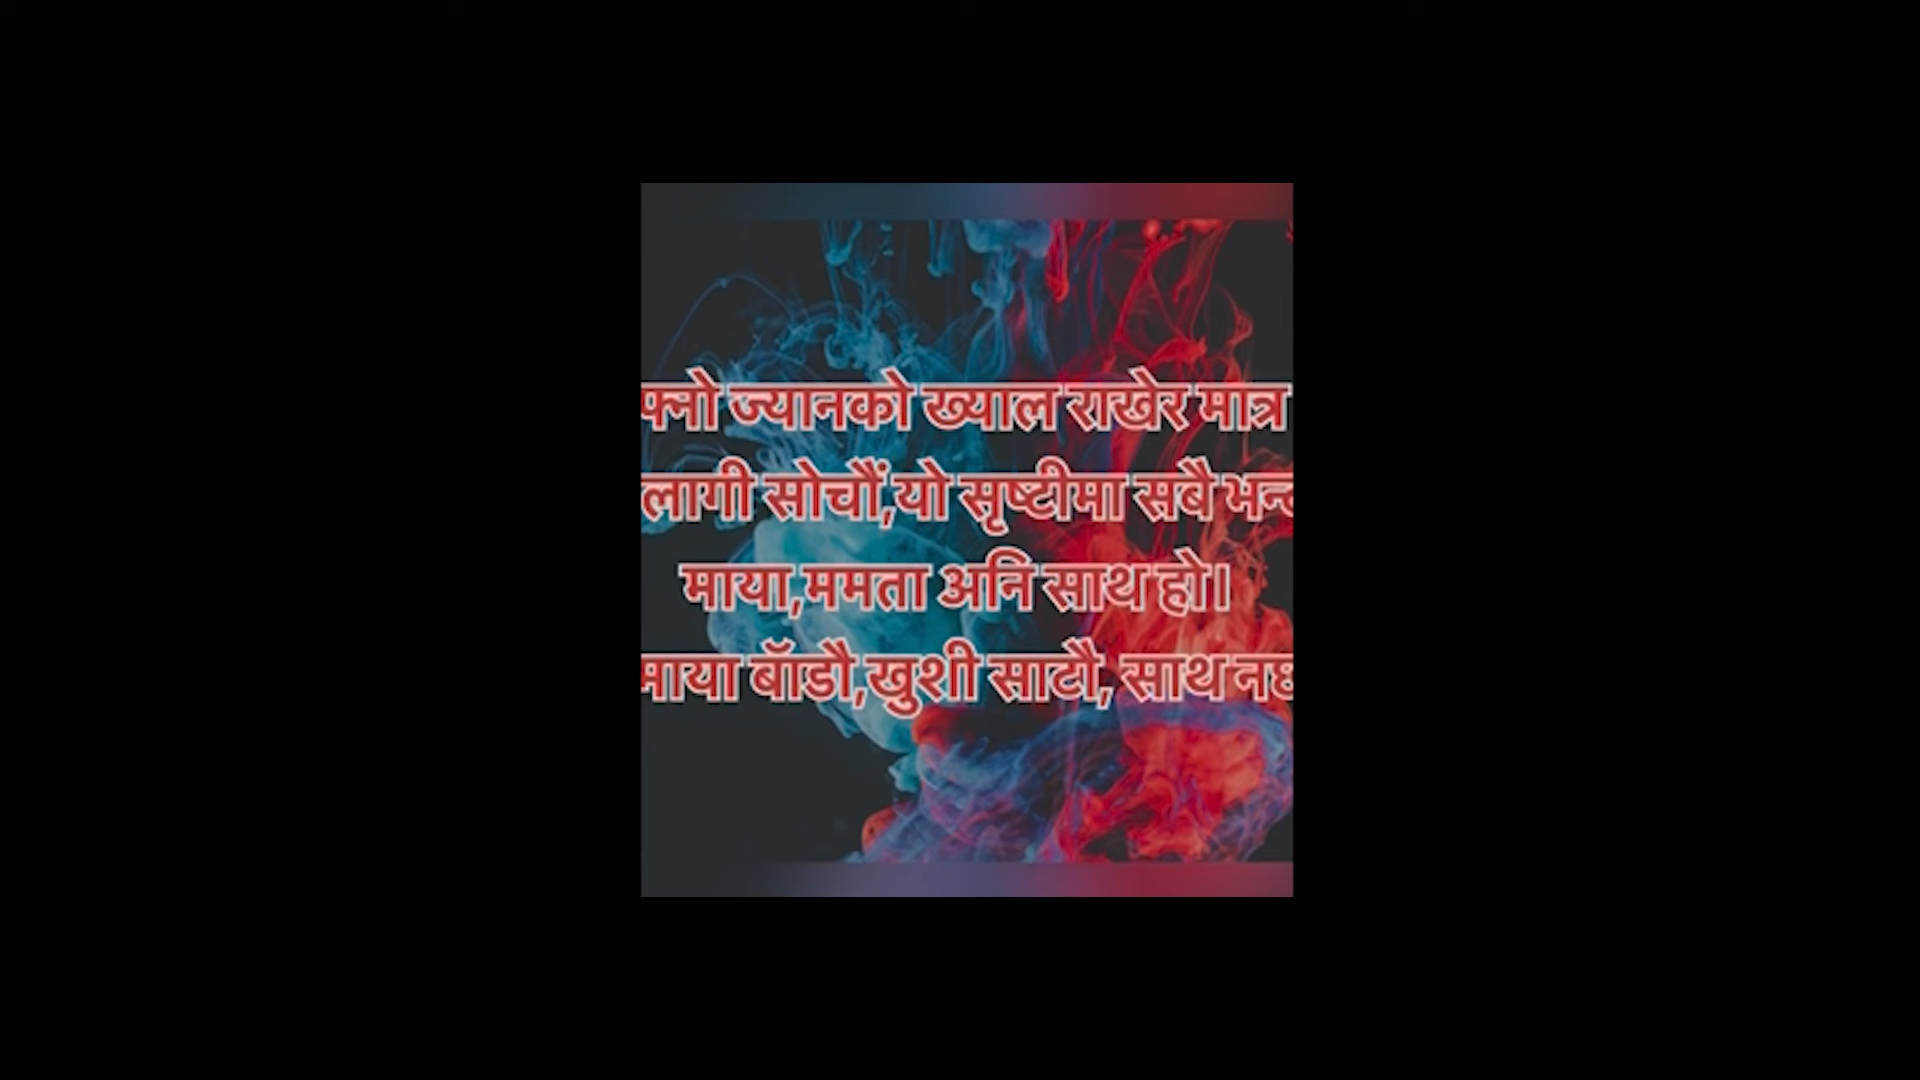 फ्नो ज्यानको ख्याल राखेर मात्र
लागी सोचौं,यो सृष्टीमा सबै
माया,ममता अनि साथ हो।
माया बॅाडौ,खुशी साटौ, साथ